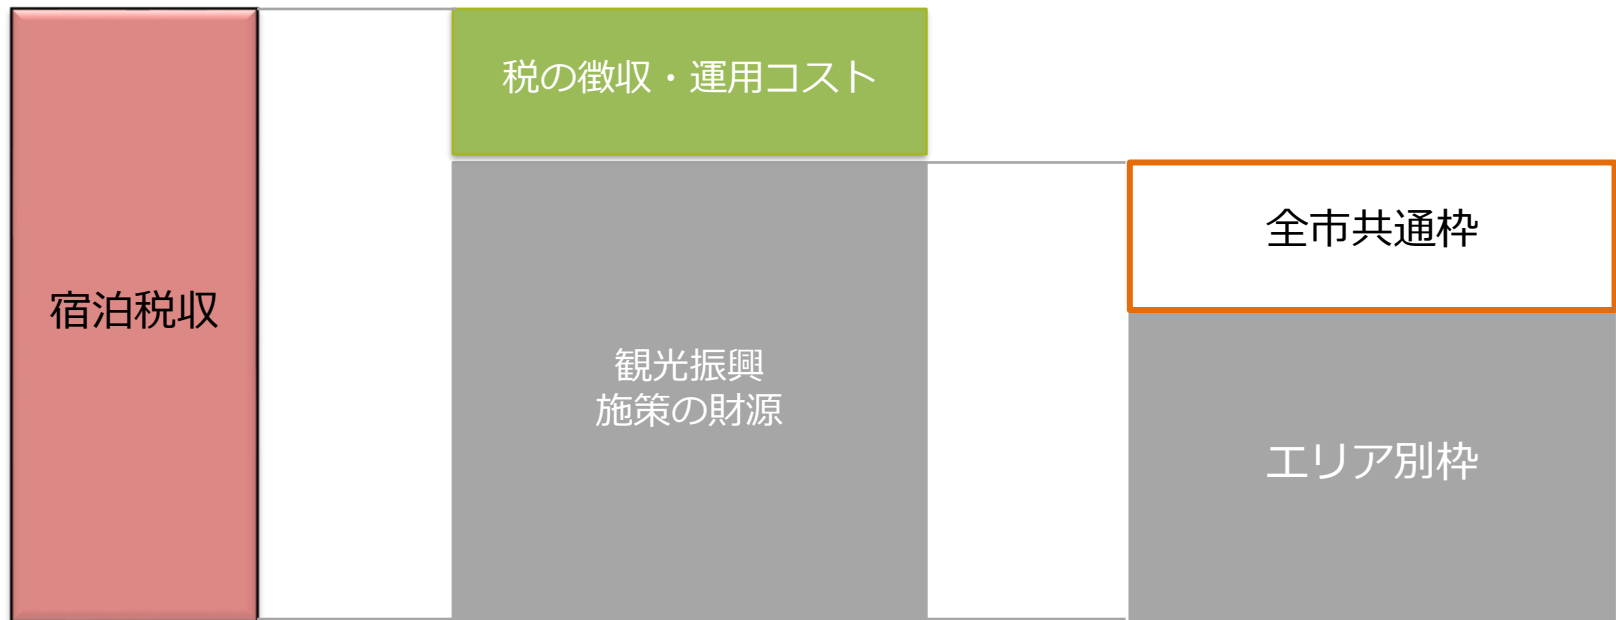 宿泊税収
税の徴収・運用コスト
観光振興
施策の財源
全市共通枠
エリア別枠